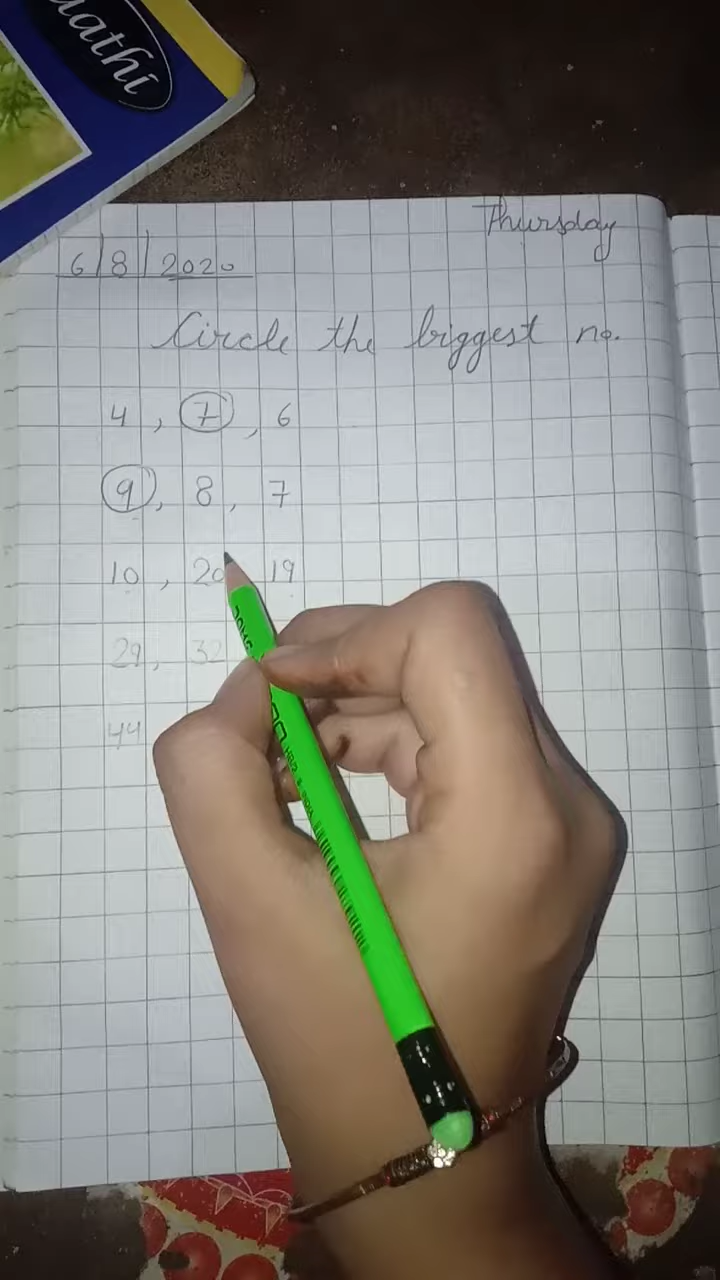 athi
Thursday
6/8/2020
Circle the biggest no.
4, 7, 6
9, 8, 7
10, 20 19
29, 32
44